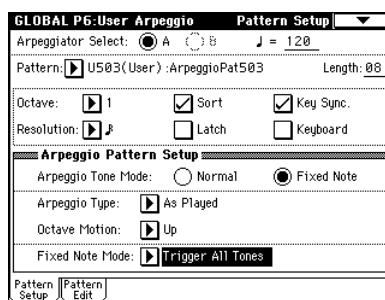 GLOBAL P6:User Arpeggio Pattern Setup
Arpeggiator Select: A B ♩ = 120
Pattern: U503(User) :ArpeggioPat503 Length: 08
Octave: 1 Sort Key Sync.
Resolution: ♪ Latch Keyboard
Arpeggio Pattern Setup
Arpeggio Tone Mode: Normal Fixed Note
Arpeggio Type: As Played
Octave Motion: Up
Fixed Note Mode: Trigger All Tones
Pattern Setup Pattern Edit